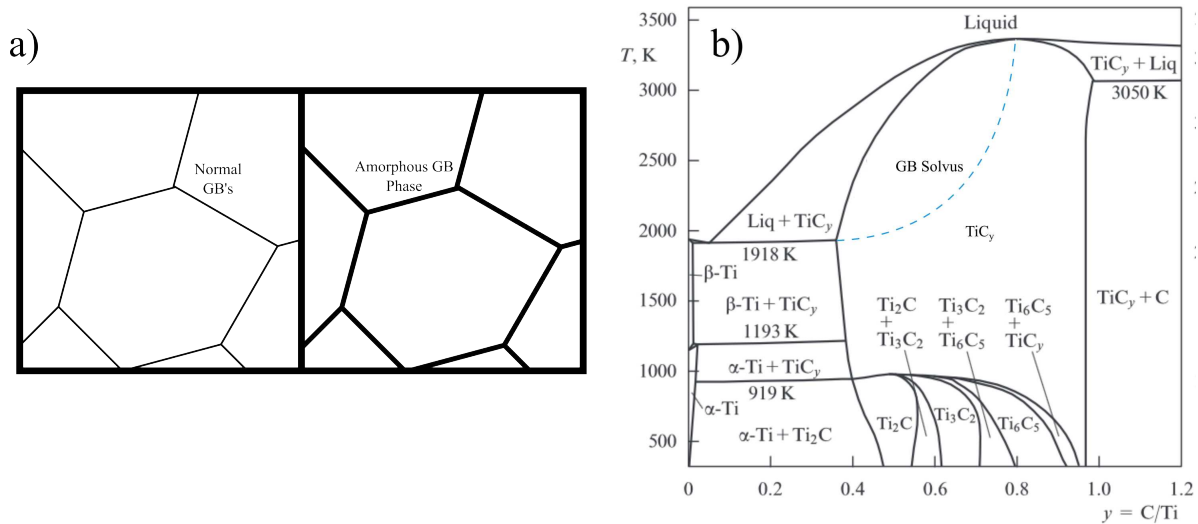 a)
Normal
GB's
Amorphous GB
Phase
b)
T, K
3500
3000
2500
2000
1500
1000
500
Liquid
TiCy + Liq
3050 K
GB Solvus
Liq + TiCy
TiCy
1918 K
β-Ti
β-Ti + TiCy
1193 K
α-Ti + TiCy
919 K
α-Ti
α-Ti + Ti2C
Ti2C
+
Ti3C2
Ti3C2
+
Ti6C5
Ti6C5
+
TiCy
TiCy + C
Ti2C
Ti3C2
Ti6C5
0
0.2
0.4
0.6
0.8
1.0
1.2
y = C/Ti